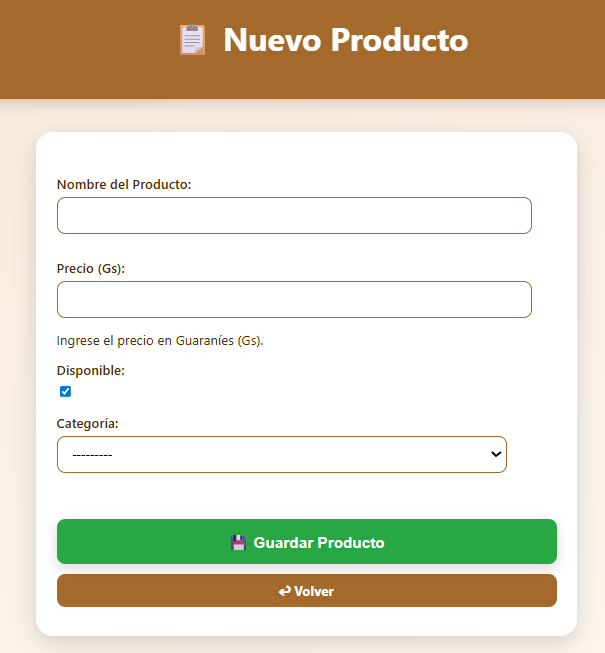 Nuevo Producto
Nombre del Producto:
Precio (Gs):
Ingrese el precio en Guaraníes (Gs).
Disponible:
Categoría:
---------
Guardar Producto
Volver